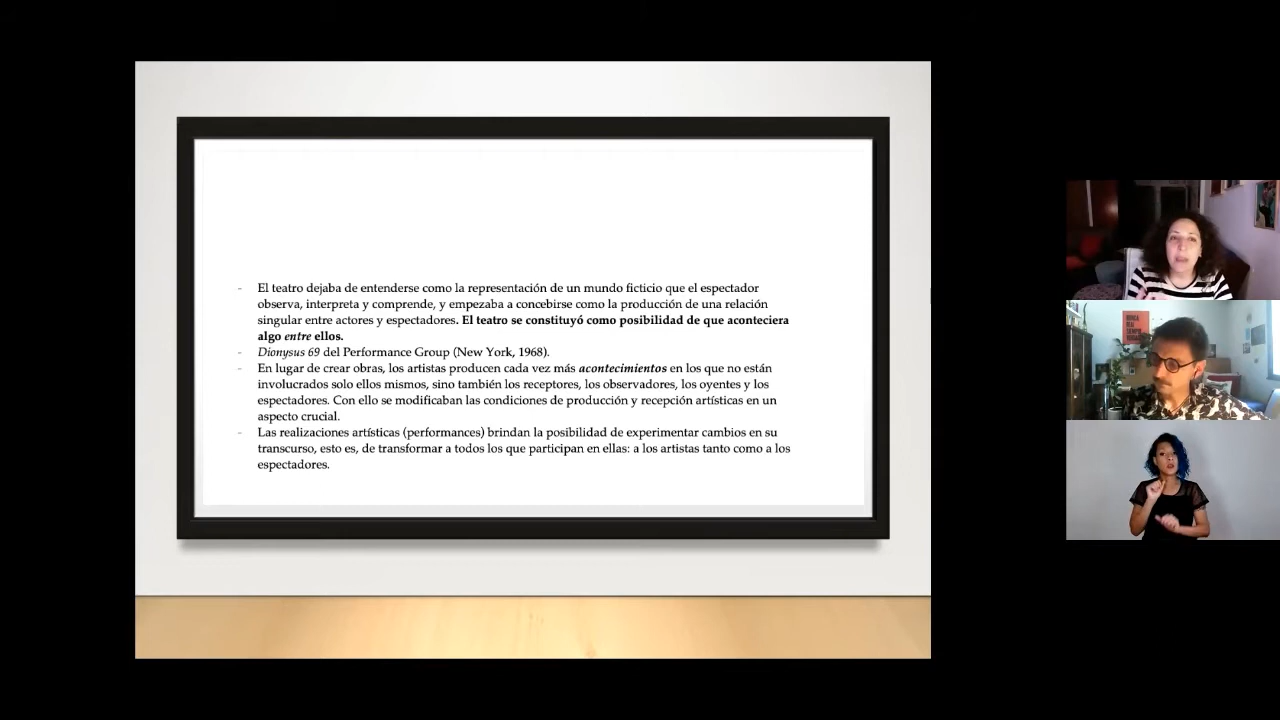 - El teatro dejaba de entenderse como la representación de un mundo ficticio que el espectador
observa, interpreta y comprende, y empezaba a concebirse como la producción de una relación
singular entre actores y espectadores. El teatro se constituyó como posibilidad de que aconteciera
algo entre ellos.
- Dionysus 69 del Performance Group (New York, 1968).
- En lugar de crear obras, los artistas producen cada vez más acontecimientos en los que no están
involucrados solo ellos mismos, sino también los receptores, los observadores, los oyentes y los
espectadores. Con ello se modificaban las condiciones de producción y recepción artísticas en un
aspecto crucial.
- Las realizaciones artísticas (performances) brindan la posibilidad de experimentar cambios en su
transcurso, esto es, de transformar a todos los que participan en ellas: a los artistas tanto como a los
espectadores.